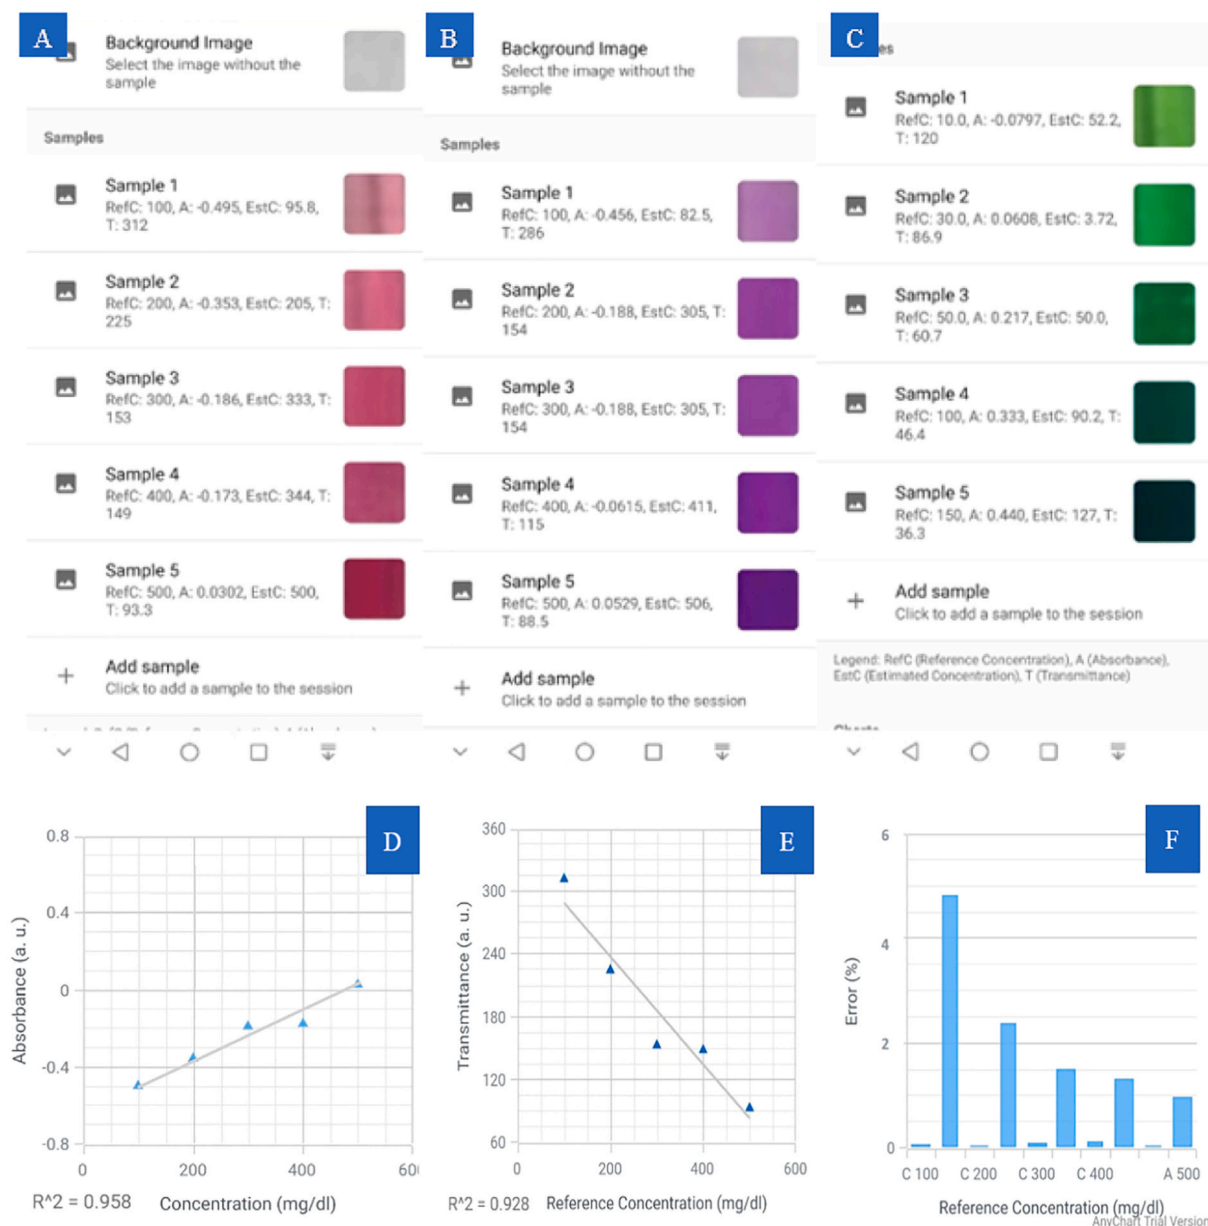 A
Background Image
Select the image without the
sample
Samples
Sample 1
RefC: 100, A: -0.495, EstC: 95.8,
T: 312
Sample 2
RefC: 200, A: -0.353, EstC: 205, T:
225
Sample 3
RefC: 300, A: -0.186, EstC: 333, T:
153
Sample 4
RefC: 400, A: -0.173, EstC: 344, T:
149
Sample 5
RefC: 500, A: 0.0302, EstC: 500,
T: 93.3
Add sample
Click to add a sample to the session
B
Background Image
Select the image without the
sample
Samples
Sample 1
RefC: 100, A: -0.456, EstC: 82.5,
T: 286
Sample 2
RefC: 200, A: -0.188, EstC: 305, T:
154
Sample 3
RefC: 300, A: -0.188, EstC: 305, T:
154
Sample 4
RefC: 400, A: -0.0615, EstC: 411,
T: 115
Sample 5
RefC: 500, A: 0.0529, EstC: 506,
T: 88.5
Add sample
Click to add a sample to the session
C
Sample 1
RefC: 10.0, A: -0.0797, EstC: 52.2,
T: 120
Sample 2
RefC: 30.0, A: 0.0608, EstC: 3.72,
T: 86.9
Sample 3
RefC: 50.0, A: 0.217, EstC: 50.0,
T: 60.7
Sample 4
RefC: 100, A: 0.333, EstC: 90.2, T:
46.4
Sample 5
RefC: 150, A: 0.440, EstC: 127, T:
36.3
Add sample
Click to add a sample to the session
Legend: RefC (Reference Concentration), A (Absorbance),
EstC (Estimated Concentration), T (Transmittance)
D
Absorbance (a. u.)
0.8
0.4
0
-0.4
-0.8
0 200 400 60
R^2 = 0.958 Concentration (mg/dl)
E
Transmittance (a. u.)
360
300
240
180
120
60
0 200 400 600
R^2 = 0.928 Reference Concentration (mg/dl)
F
Error (%)
6
4
2
0
C 100 C 200 C 300 C 400 A 500
Reference Concentration (mg/dl)
AnyChart Trial Version